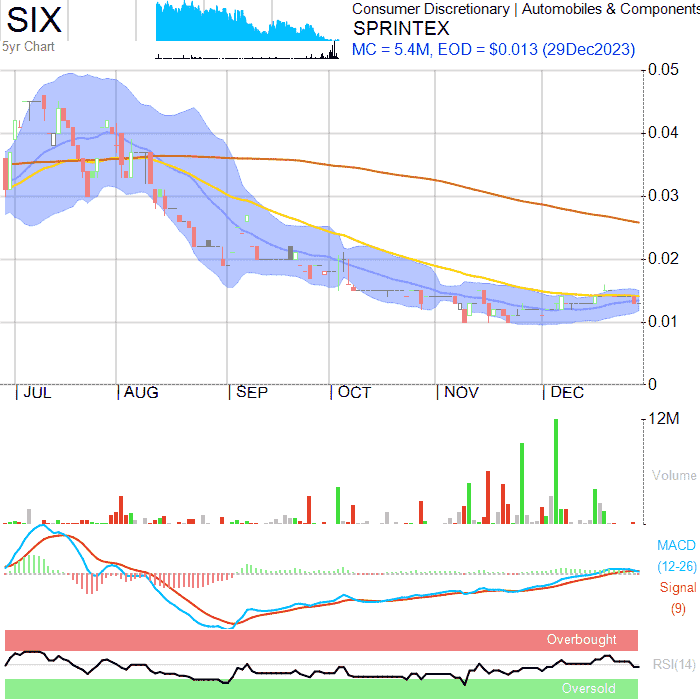 SIX
5yr Chart
Consumer Discretionary | Automobiles & Components
SPRINTEX
MC = 5.4M, EOD = $0.013 (29Dec2023)
0.05
0.04
0.03
0.02
0.01
0
JUL AUG SEP OCT NOV DEC
12M
Volume
MACD
(12-26)
Signal
(9)
Overbought
RSI(14)
Oversold